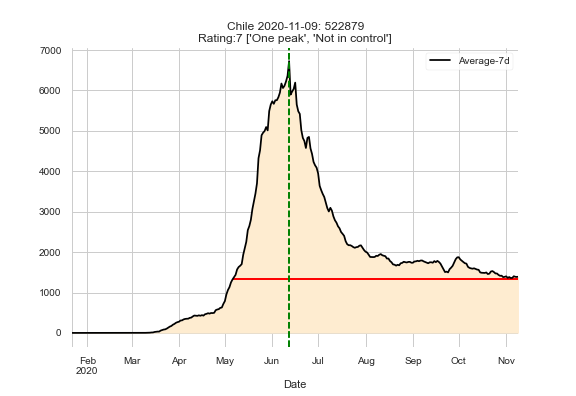 Chile 2020-11-09: 522879
Rating:7 ['One peak', 'Not in control']
7000
Average-7d
6000
5000
4000
3000
2000
1000
0
Feb Mar Apr May Jun Jul Aug Sep Oct Nov
2020
Date